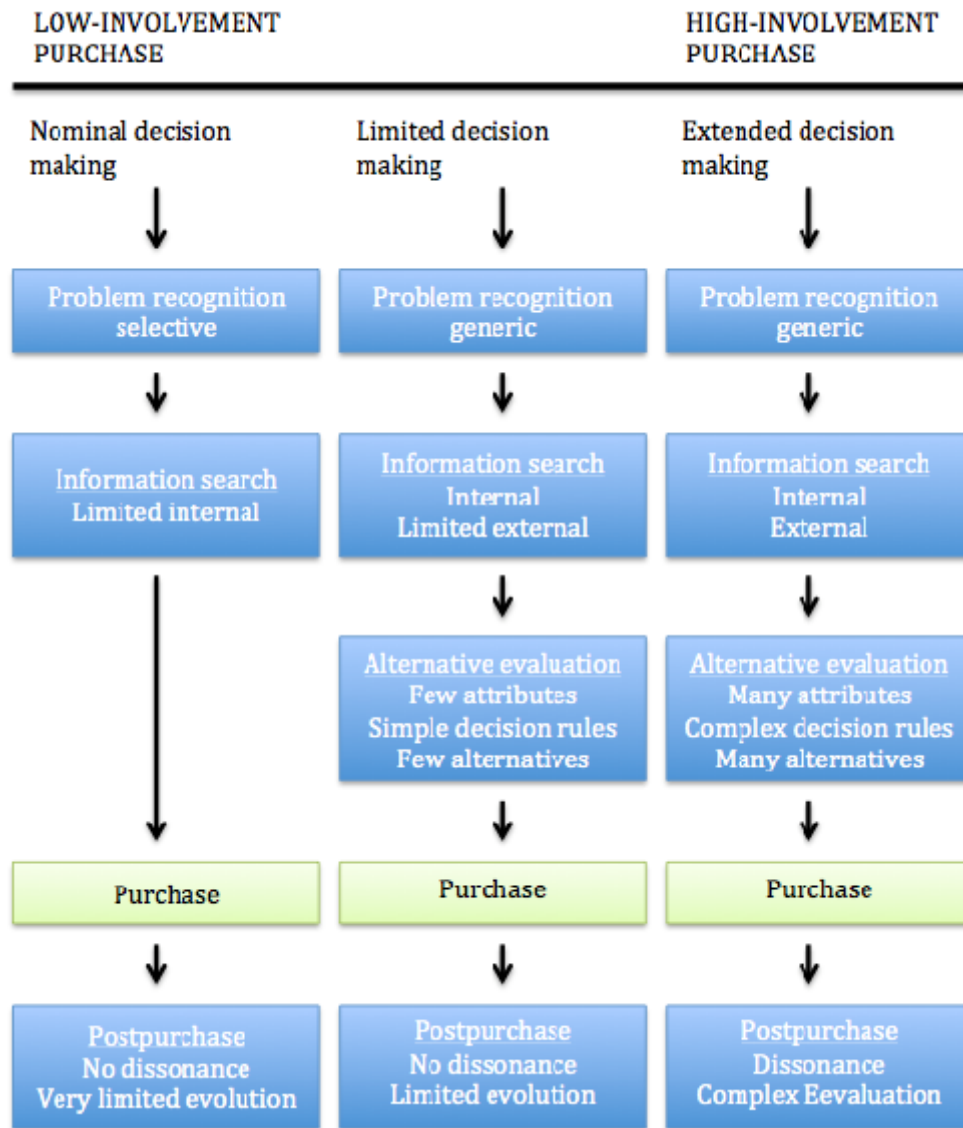 LOW-INVOLVEMENT
PURCHASE
HIGH-INVOLVEMENT
PURCHASE
Nominal decision
making
Limited decision
making
Extended decision
making
Problem recognition
selective
Problem recognition
generic
Problem recognition
generic
Information search
Limited internal
Information search
Internal
Limited external
Information search
Internal
External
Alternative evaluation
Few attributes
Simple decision rules
Few alternatives
Alternative evaluation
Many attributes
Complex decision rules
Many alternatives
Purchase
Purchase
Purchase
Postpurchase
No dissonance
Very limited evolution
Postpurchase
No dissonance
Limited evolution
Postpurchase
Dissonance
Complex Eevaluation